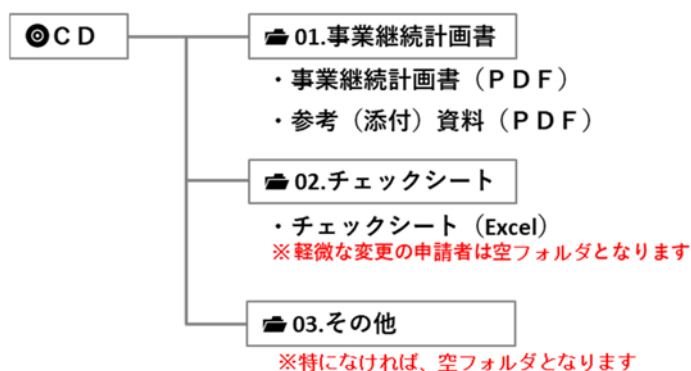 ＣＤ
01.事業継続計画書
・事業継続計画書（ＰＤＦ）
・参考（添付）資料（ＰＤＦ）
02.チェックシート
・チェックシート（Excel）
※軽微な変更の申請者は空フォルダとなります
03.その他
※特になければ、空フォルダとなります